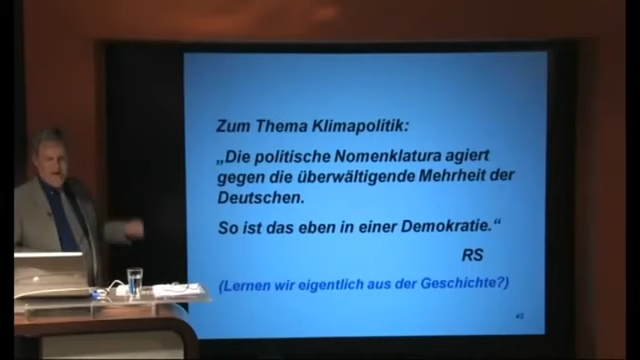 Zum Thema Klimapolitik:
„Die politische Nomenklatura agiert
gegen die überwältigende Mehrheit der
Deutschen.
So ist das eben in einer Demokratie.“
RS
(Lernen wir eigentlich aus der Geschichte?)